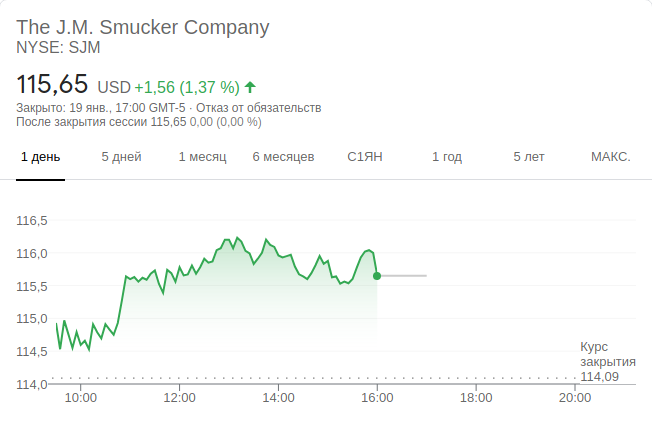 The J.M. Smucker Company
NYSE: SJM
115,65 USD +1,56 (1,37 %)
Закрыто: 19 янв., 17:00 GMT-5 · Отказ от обязательств
После закрытия сессии 115,65 0,00 (0,00 %)
1 день 5 дней 1 месяц 6 месяцев С1ЯН 1 год 5 лет МАКС.
116,5
116,0
115,5
115,0
114,5
114,0
Курс
закрытия
114,09
10:00 12:00 14:00 16:00 18:00 20:00